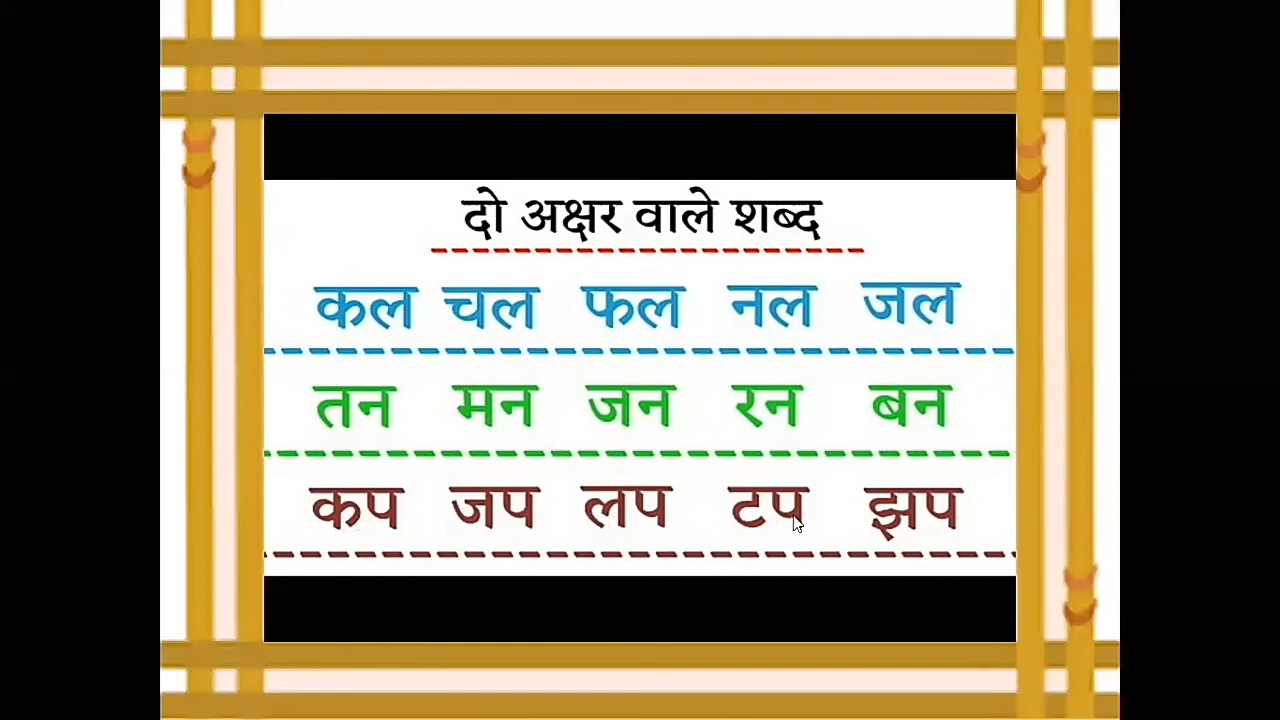 दो अक्षर वाले शब्द
कल चल फल नल जल
तन मन जन रन बन
कप जप लप टप झप